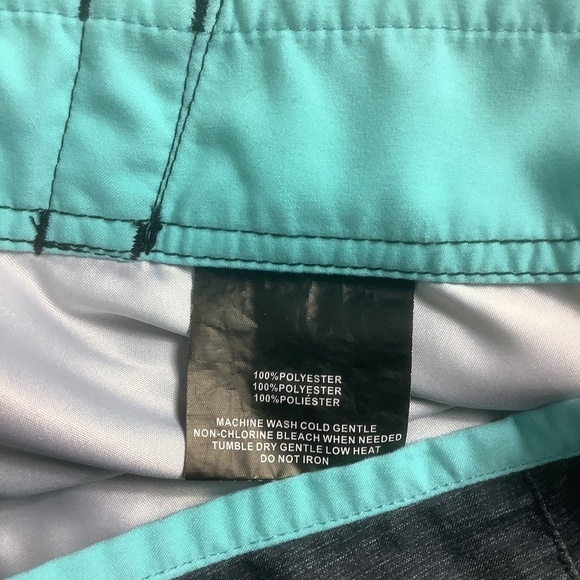 100%POLYESTER
100%POLYESTER
100%POLIÉSTER
MACHINE WASH COLD GENTLE
NON-CHLORINE BLEACH WHEN NEEDED
TUMBLE DRY GENTLE LOW HEAT
DO NOT IRON